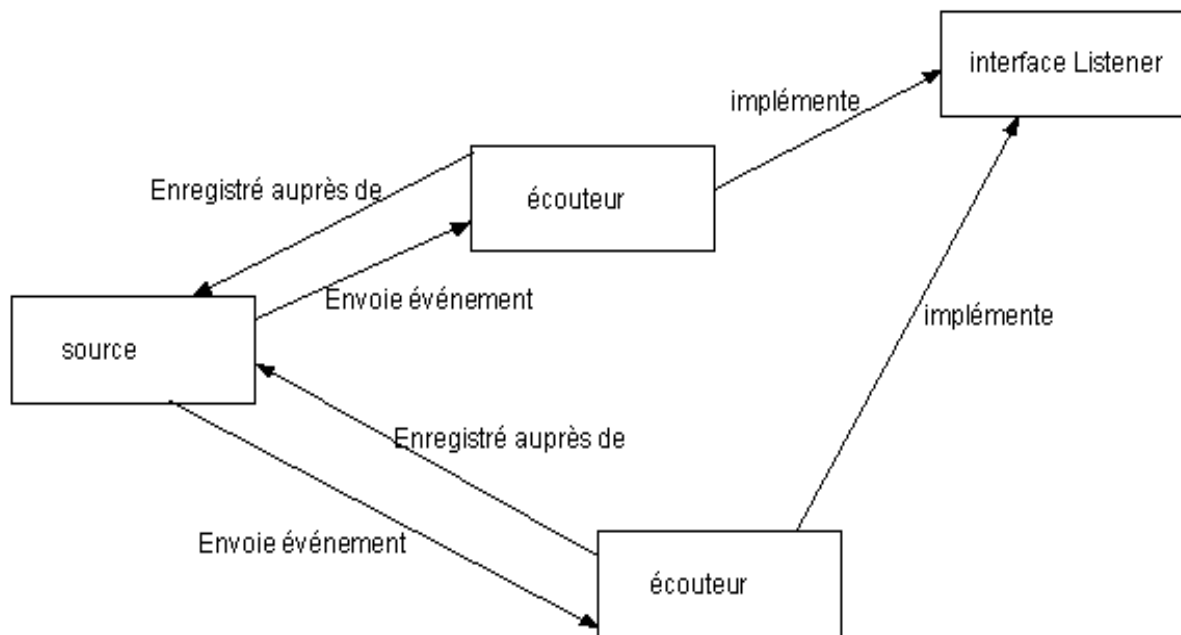 interface Listener
implémente
Enregistré auprès de
écouteur
Envoie événement
implémente
source
Enregistré auprès de
Envoie événement
écouteur